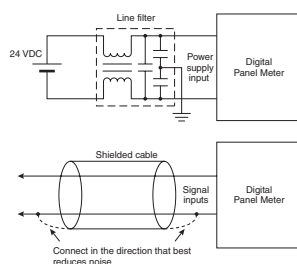 Line filter
24 VDC
Power
supply
input
Digital
Panel Meter
Shielded cable
Signal
inputs
Digital
Panel Meter
Connect in the direction that best
reduces noise